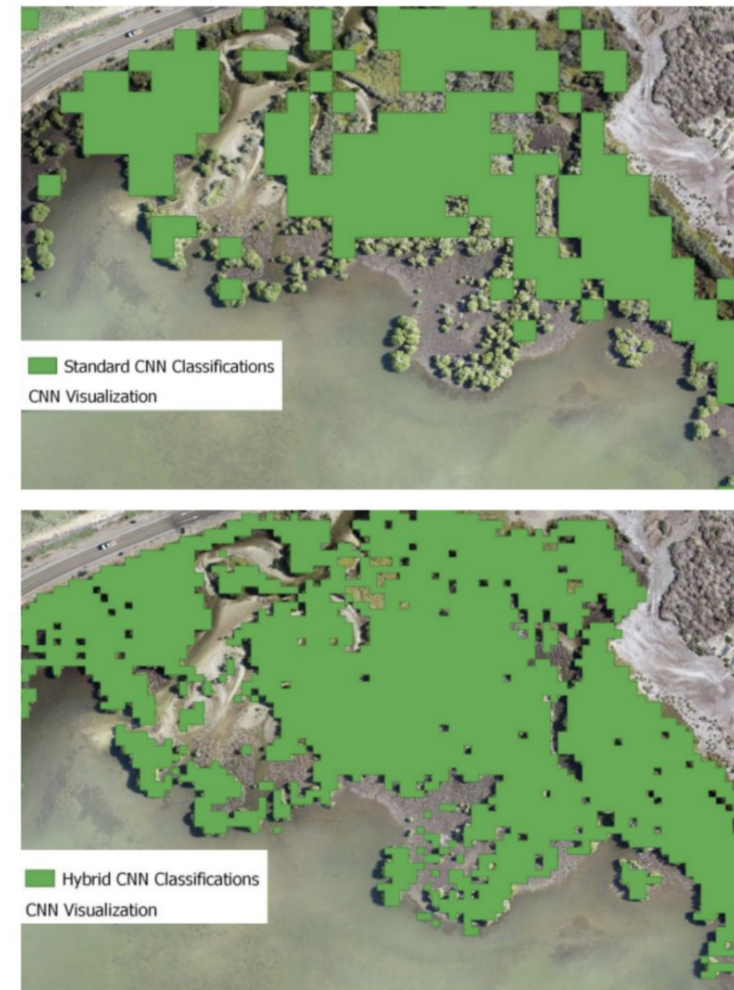 Standard CNN Classifications
CNN Visualization
Hybrid CNN Classifications
CNN Visualization